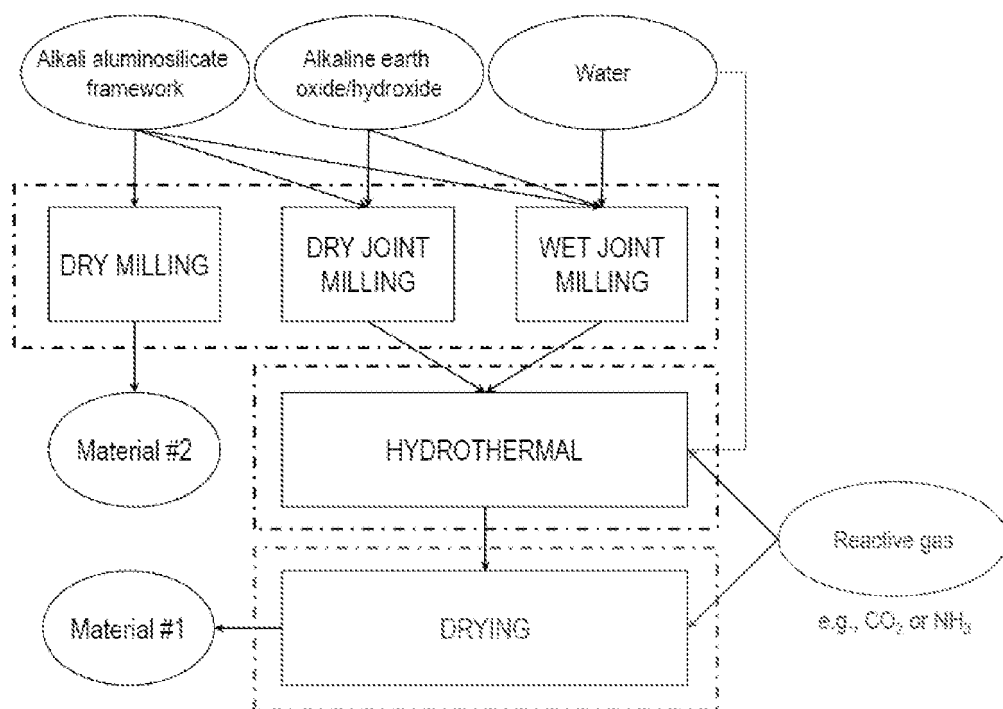 Alkali aluminosilicate
framework
Alkaline earth
oxide/hydroxide
Water
DRY MILLING
DRY JOINT
MILLING
WET JOINT
MILLING
Material #2
HYDROTHERMAL
Reactive gas
Material #1
DRYING
e.g., CO₂ or NH₃